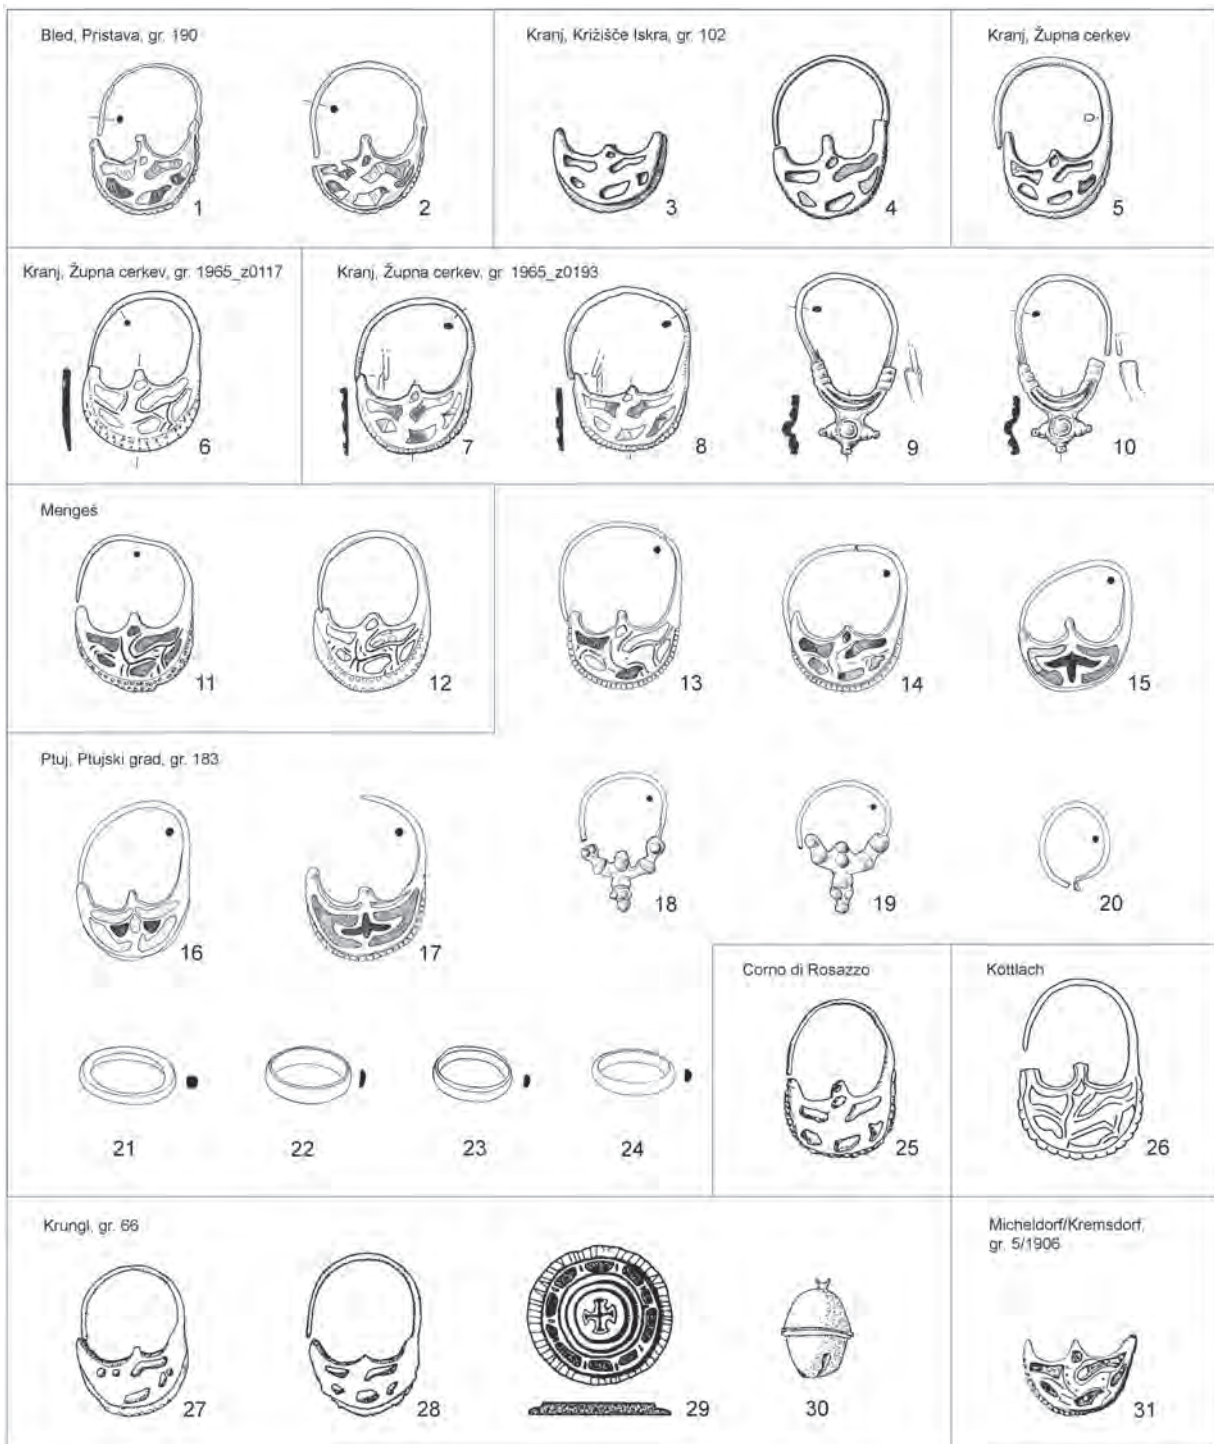 Bled, Pristava, gr. 190
Kranj, Križišče Iskra, gr. 102
Kranj, Župna cerkev
1
2
3
4
5
Kranj, Župna cerkev, gr. 1965_z0117
Kranj, Župna cerkev, gr. 1965_z0193
6
7
8
9
10
Mengeš
11
12
13
14
15
Ptuj, Ptujski grad, gr. 183
16
17
18
19
20
Corno di Rosazzo
Köttlach
21
22
23
24
25
26
Krungl, gr. 66
Micheldorf/Kremsdorf,
gr. 5/1906
27
28
29
30
31